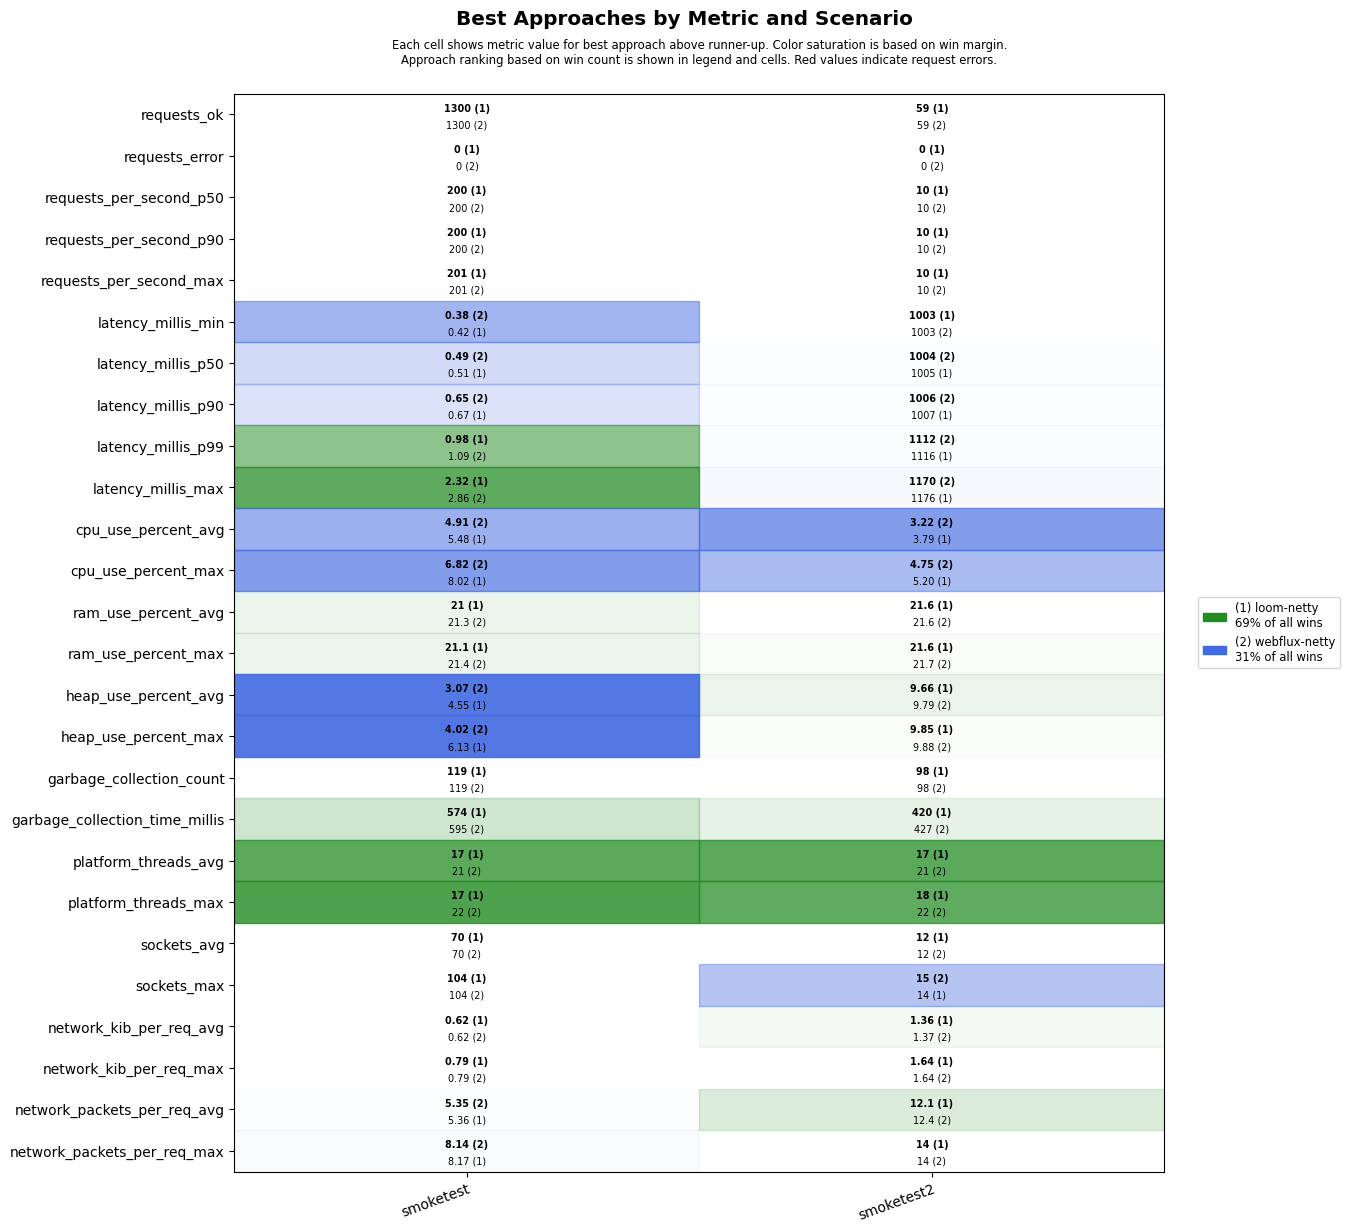 Best Approaches by Metric and Scenario
Each cell shows metric value for best approach above runner-up. Color saturation is based on win margin.
Approach ranking based on win count is shown in legend and cells. Red values indicate request errors.
requests_ok
1300 (1)
1300 (2)
59 (1)
59 (2)
requests_error
0 (1)
0 (2)
0 (1)
0 (2)
requests_per_second_p50
200 (1)
200 (2)
10 (1)
10 (2)
requests_per_second_p90
200 (1)
200 (2)
10 (1)
10 (2)
requests_per_second_max
201 (1)
201 (2)
10 (1)
10 (2)
latency_millis_min
0.38 (2)
0.42 (1)
1003 (1)
1003 (2)
latency_millis_p50
0.49 (2)
0.51 (1)
1004 (2)
1005 (1)
latency_millis_p90
0.65 (2)
0.67 (1)
1006 (2)
1007 (1)
latency_millis_p99
0.98 (1)
1.09 (2)
1112 (2)
1116 (1)
latency_millis_max
2.32 (1)
2.86 (2)
1170 (2)
1176 (1)
cpu_use_percent_avg
4.91 (2)
5.48 (1)
3.22 (2)
3.79 (1)
cpu_use_percent_max
6.82 (2)
8.02 (1)
4.75 (2)
5.20 (1)
ram_use_percent_avg
21 (1)
21.3 (2)
21.6 (1)
21.6 (2)
ram_use_percent_max
21.1 (1)
21.4 (2)
21.6 (1)
21.7 (2)
heap_use_percent_avg
3.07 (2)
4.55 (1)
9.66 (1)
9.79 (2)
heap_use_percent_max
4.02 (2)
6.13 (1)
9.85 (1)
9.88 (2)
garbage_collection_count
119 (1)
119 (2)
98 (1)
98 (2)
garbage_collection_time_millis
574 (1)
595 (2)
420 (1)
427 (2)
platform_threads_avg
17 (1)
21 (2)
17 (1)
21 (2)
platform_threads_max
17 (1)
22 (2)
18 (1)
22 (2)
sockets_avg
70 (1)
70 (2)
12 (1)
12 (2)
sockets_max
104 (1)
104 (2)
15 (2)
14 (1)
network_kib_per_req_avg
0.62 (1)
0.62 (2)
1.36 (1)
1.37 (2)
network_kib_per_req_max
0.79 (1)
0.79 (2)
1.64 (1)
1.64 (2)
network_packets_per_req_avg
5.35 (2)
5.36 (1)
12.1 (1)
12.4 (2)
network_packets_per_req_max
8.14 (2)
8.17 (1)
14 (1)
14 (2)
smoketest
smoketest2
(1) loom-netty
69% of all wins
(2) webflux-netty
31% of all wins